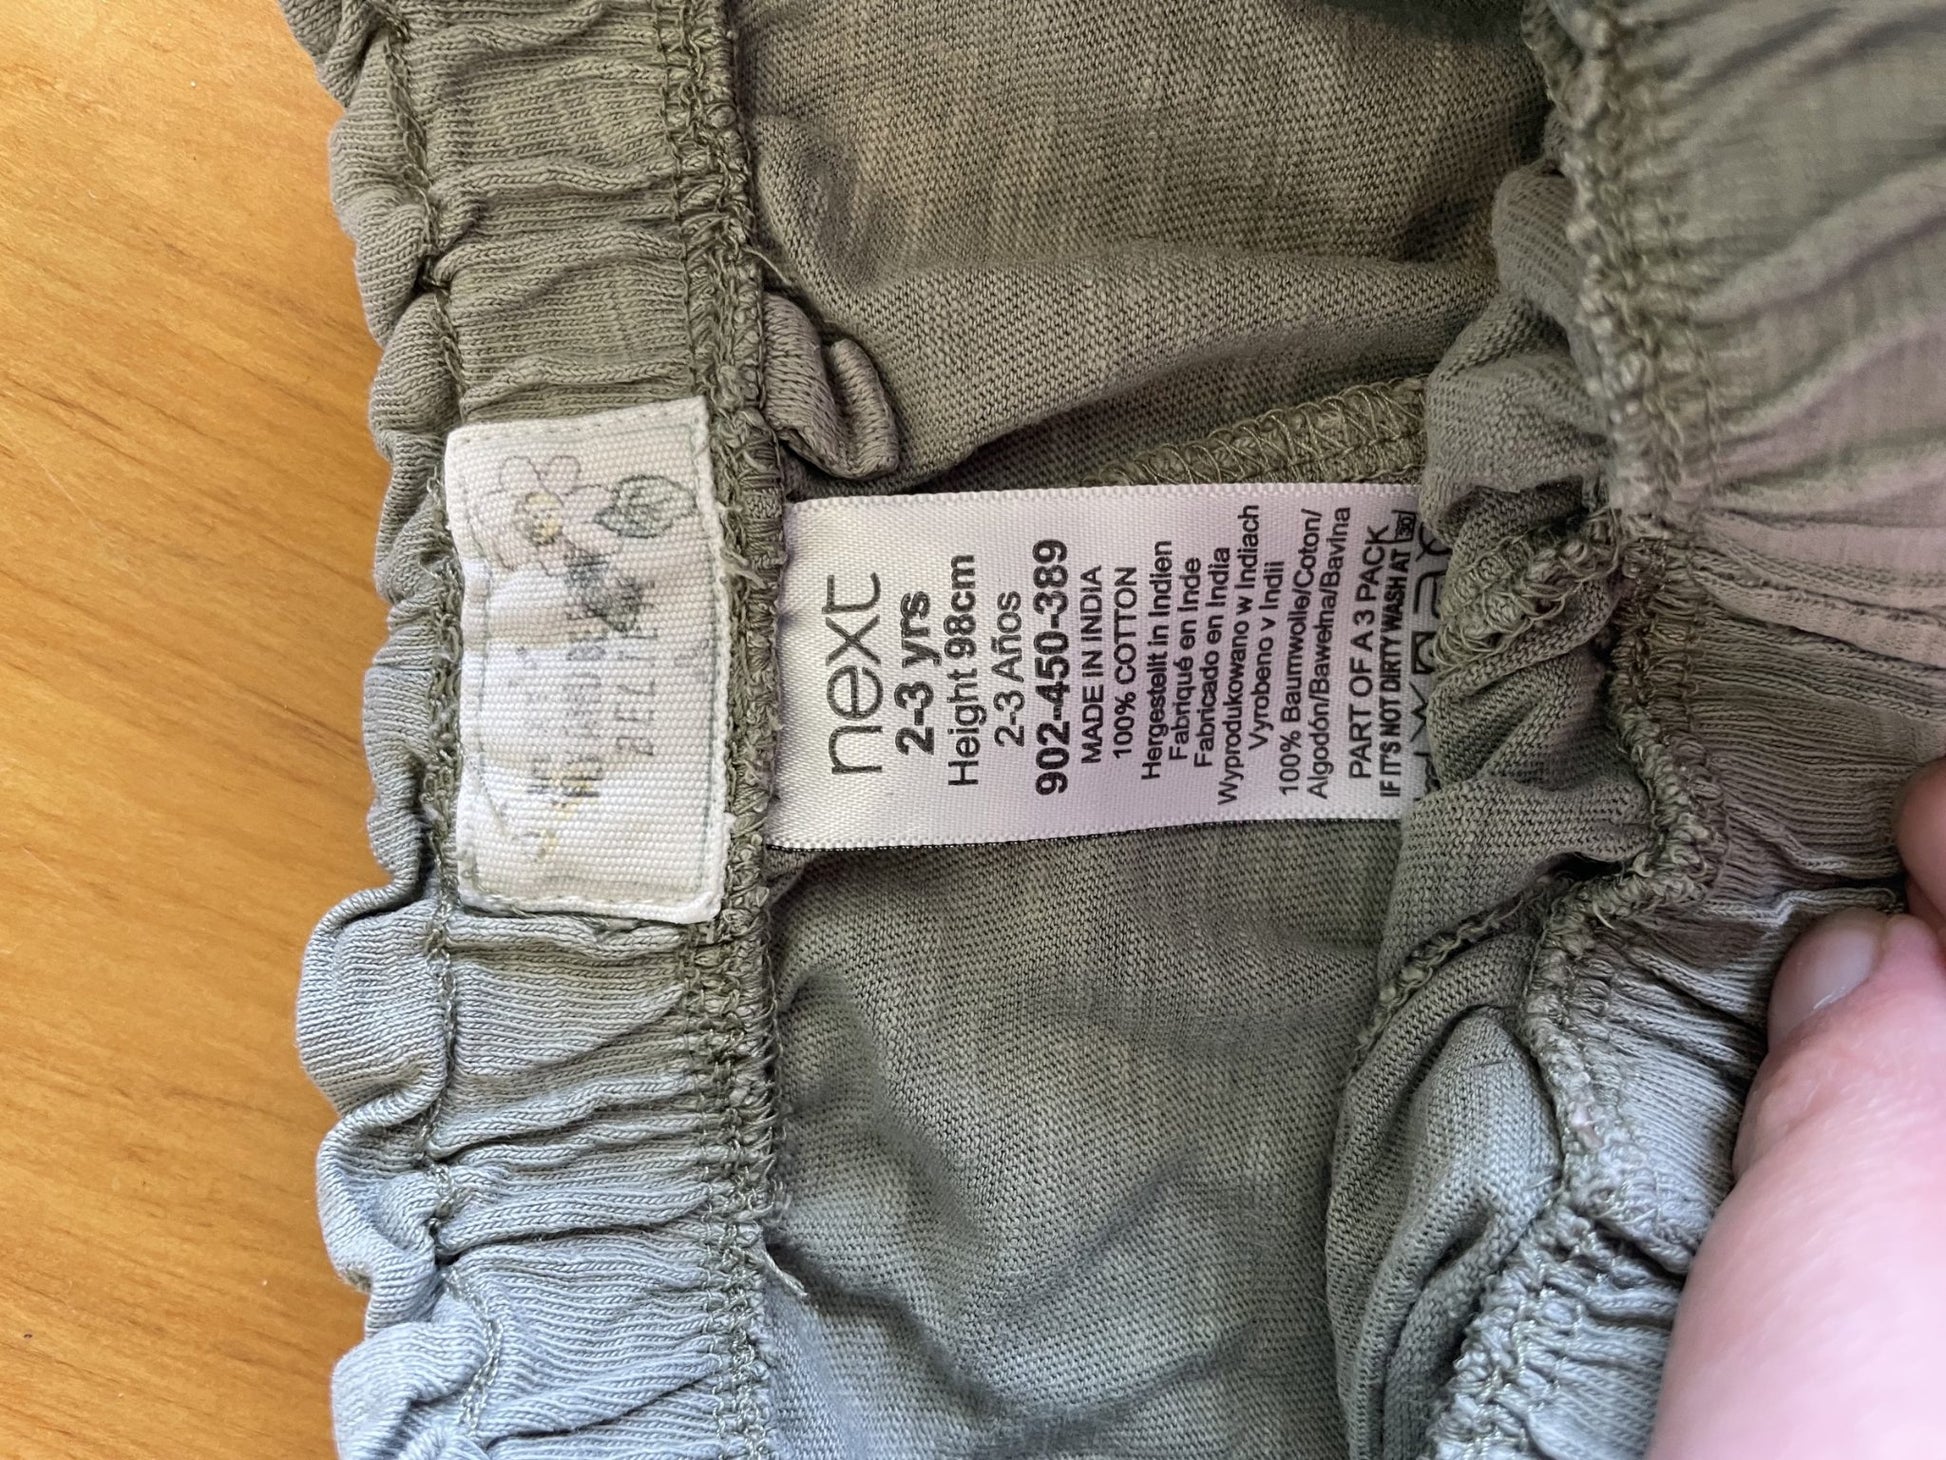 next
2-3 yrs
Height 98cm
2-3 Años
902-450-389
MADE IN INDIA
100% COTTON
Hergestellt in Indien
Fabriqué en Inde
Fabricado en India
Wyprodukowano w Indiach
Vyrobeno v Indii
100% Baumwolle/Coton/
Algodón/Bawełna/Bavlna
PART OF A 3 PACK
IF IT'S NOT DIRTY WASH AT 30